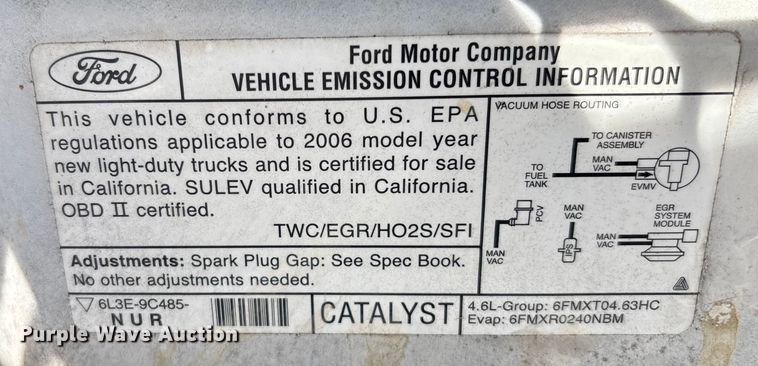 Ford
Ford Motor Company
VEHICLE EMISSION CONTROL INFORMATION
This vehicle conforms to U.S. EPA
regulations applicable to 2006 model year
new light-duty trucks and is certified for sale
in California. SULEV qualified in California.
OBD II certified.
TWC/EGR/HO2S/SFI
Adjustments: Spark Plug Gap: See Spec Book.
No other adjustments needed.
VACUUM HOSE ROUTING
TO CANISTER
ASSEMBLY
TO
FUEL
TANK
MAN
VAC
EVMV
MAN
VAC
PCV
MAN
VAC
IPS
EGR
SYSTEM
MODULE
MAN
VAC
6L3E-9C485-
NUR
CATALYST
4.6L-Group: 6FMXT04.63HC
Evap: 6FMXR0240NBM
Purple Wave Auction